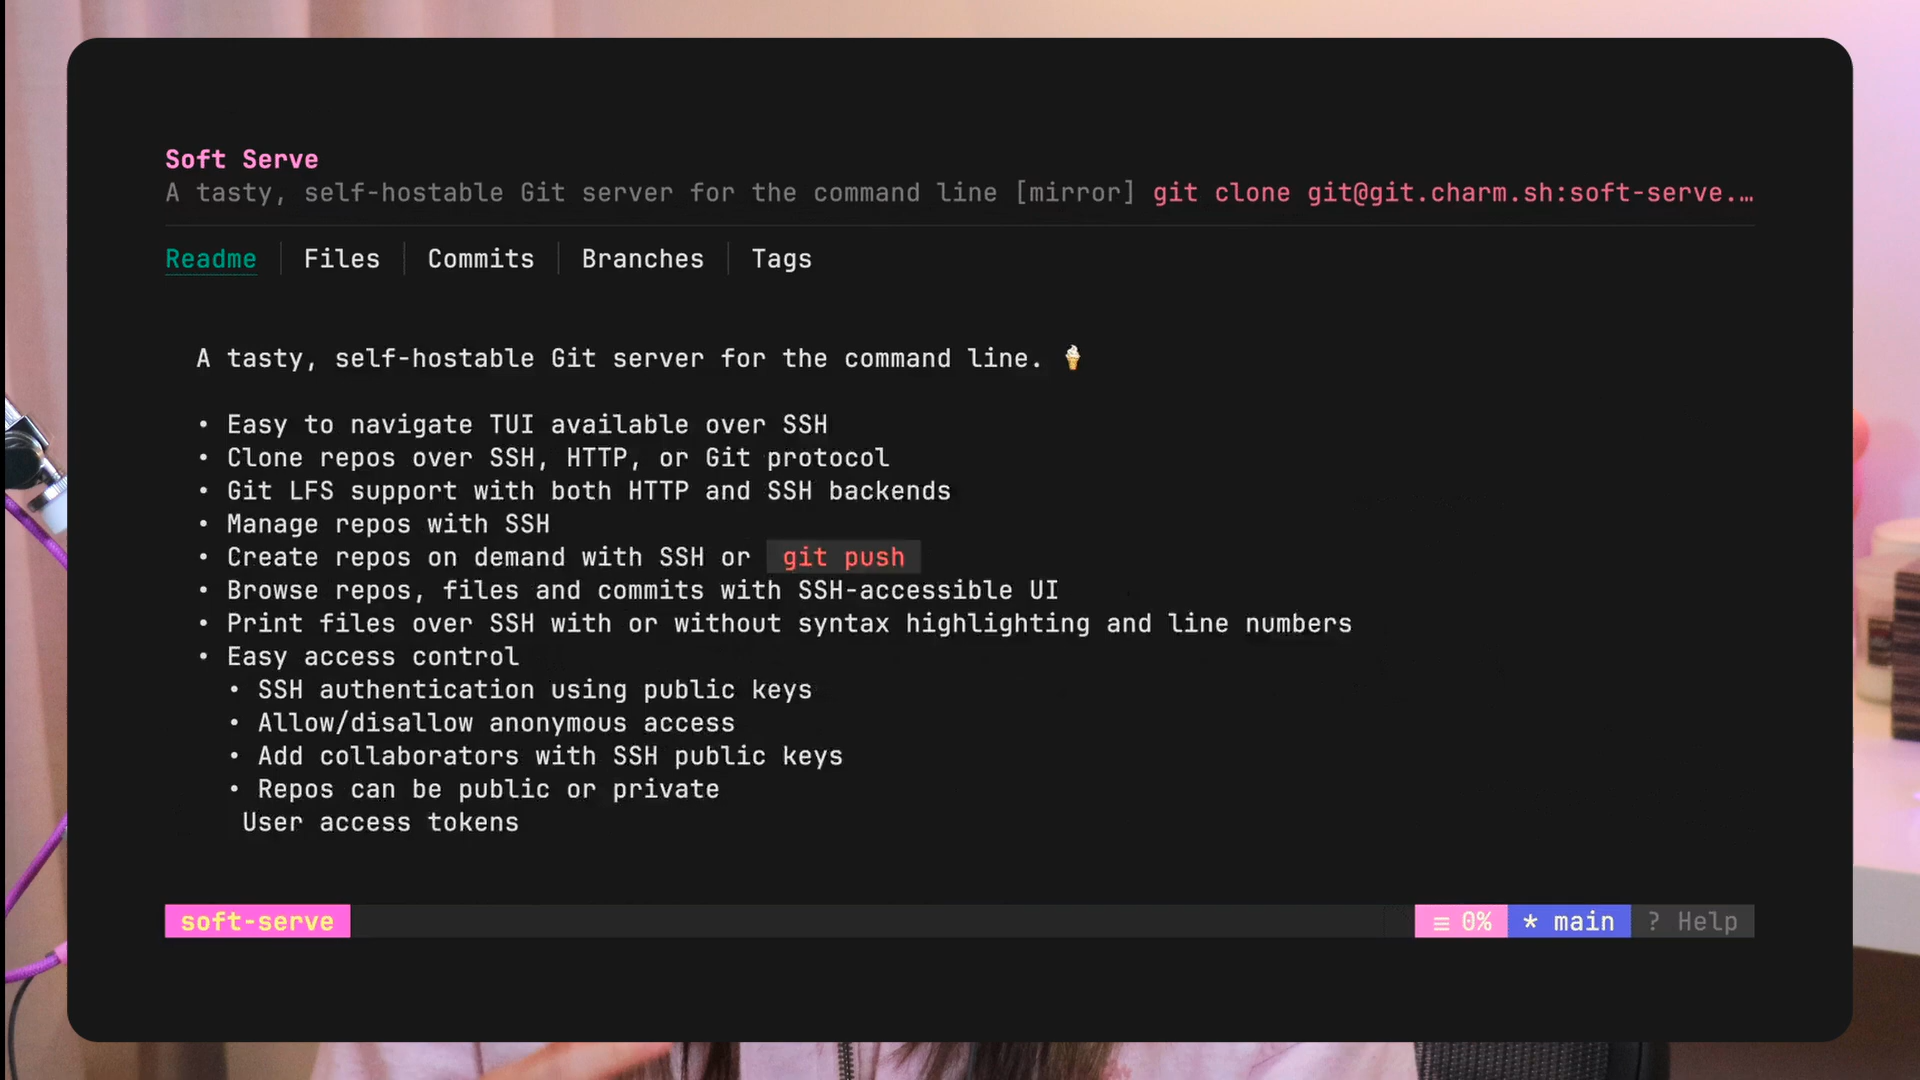 Soft Serve
A tasty, self-hostable Git server for the command line [mirror] git clone git@git.charm.sh:soft-serve.…
Readme | Files | Commits | Branches | Tags
A tasty, self-hostable Git server for the command line. 🍦
• Easy to navigate TUI available over SSH
• Clone repos over SSH, HTTP, or Git protocol
• Git LFS support with both HTTP and SSH backends
• Manage repos with SSH
• Create repos on demand with SSH or git push
• Browse repos, files and commits with SSH-accessible UI
• Print files over SSH with or without syntax highlighting and line numbers
• Easy access control
• SSH authentication using public keys
• Allow/disallow anonymous access
• Add collaborators with SSH public keys
• Repos can be public or private
User access tokens
soft-serve ≡ 0% * main ? Help